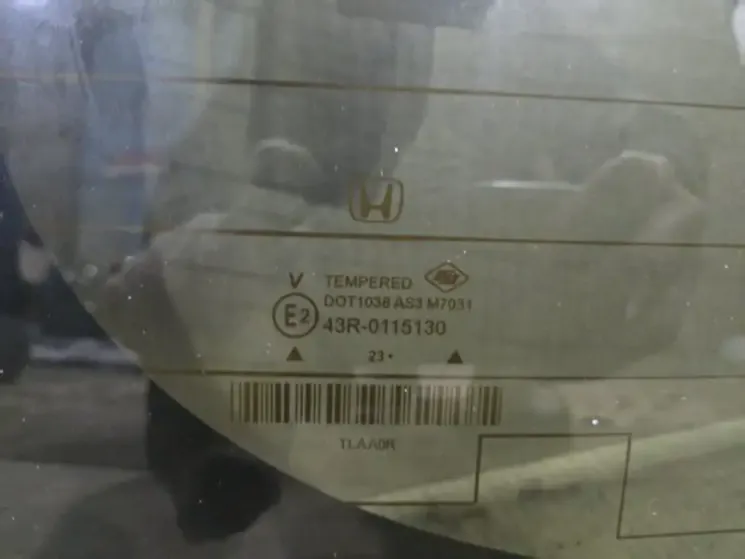 V TEMPERED
DOT1038 AS3 M7031
E2 43R-0115130
23 •
TLAA0R